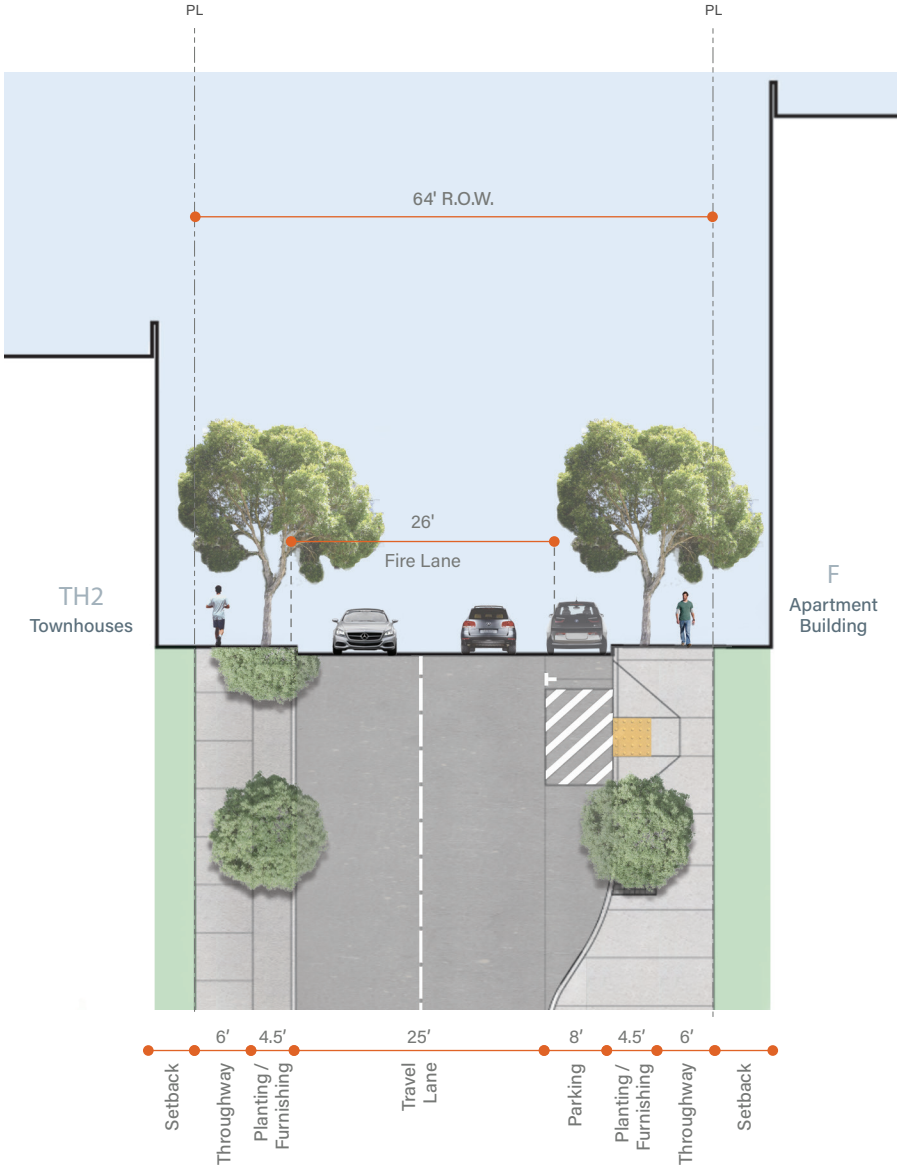 PL
PL
64' R.O.W.
26'
Fire Lane
TH2
Townhouses
F
Apartment
Building
6’
4.5’
25’
8’
4.5’
6’
Setback
Throughway
Planting /
Furnishing
Travel
Lane
Parking
Planting /
Furnishing
Throughway
Setback